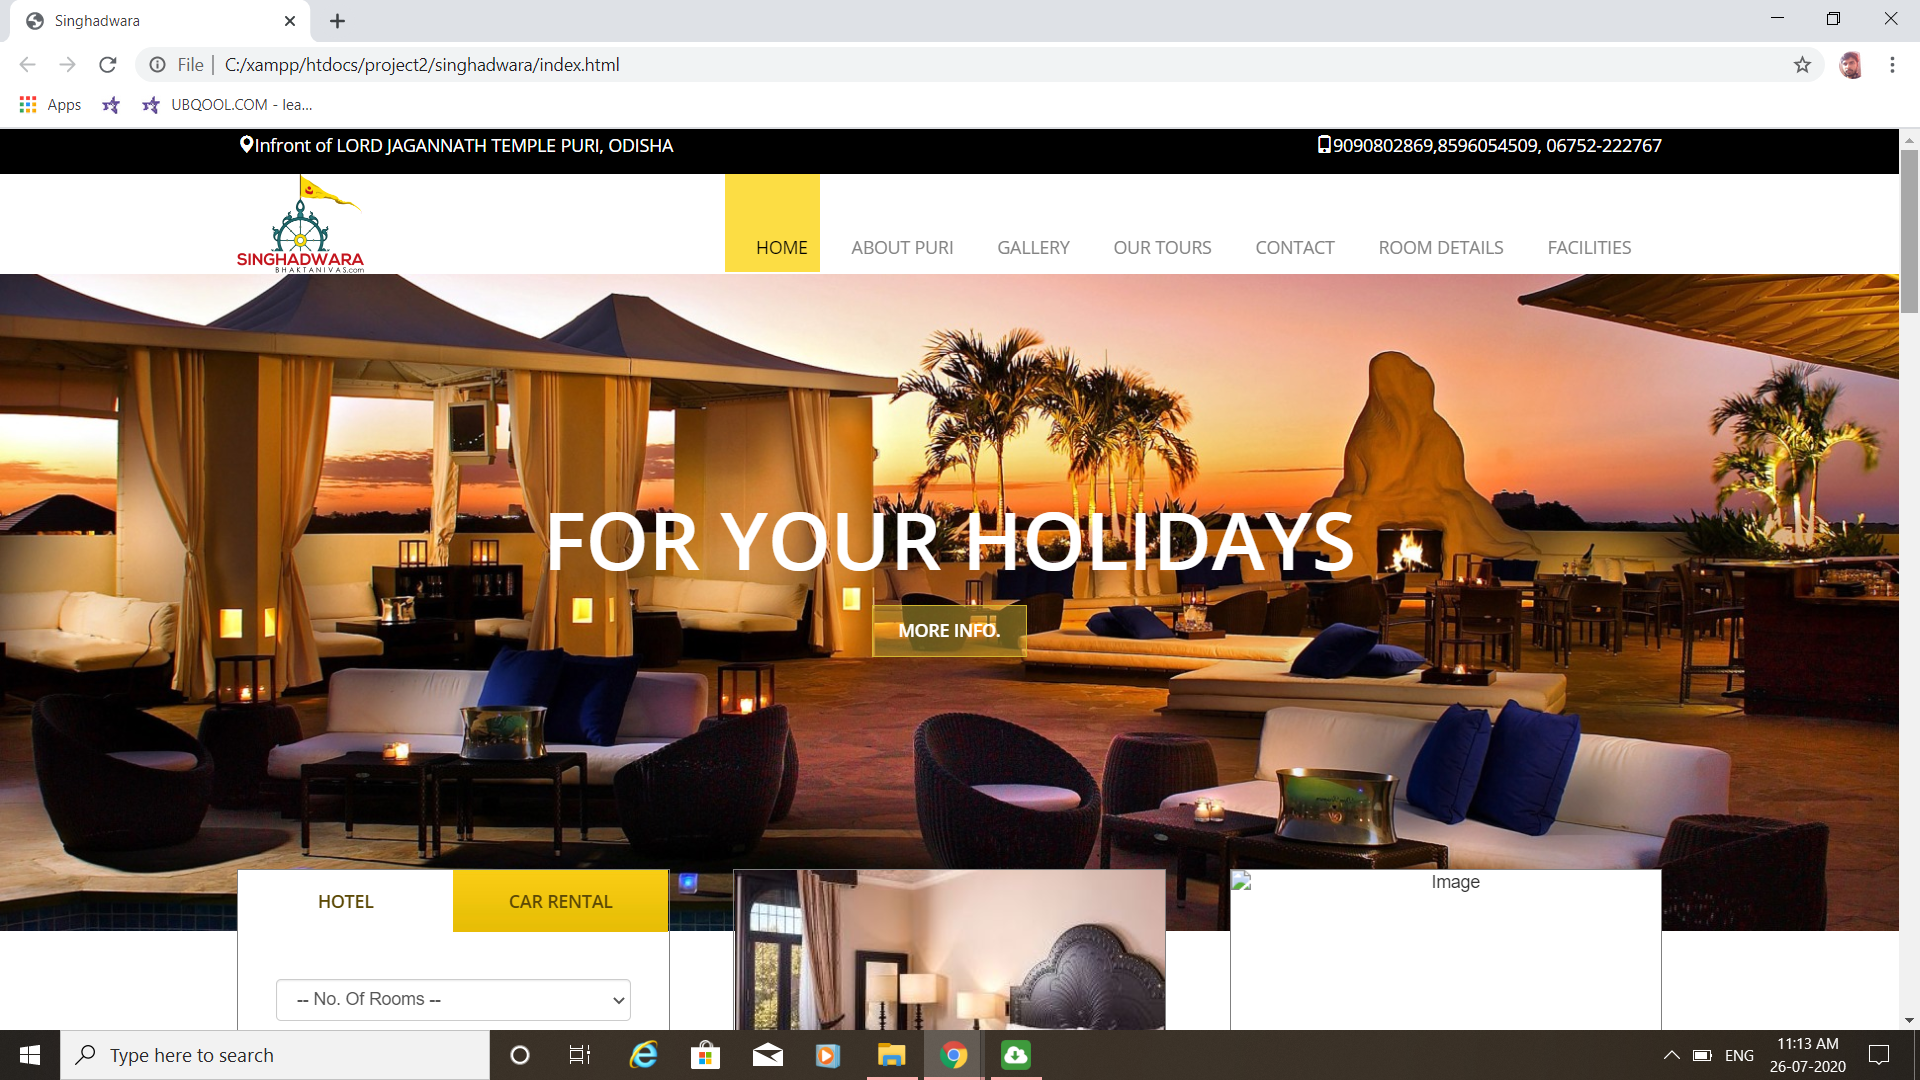 Singhadwara
File | C:/xampp/htdocs/project2/singhadwara/index.html
Apps
UBQOOL.COM - lea...
Infront of LORD JAGANNATH TEMPLE PURI, ODISHA
9090802869,8596054509, 06752-222767
SINGHADWARA
BHAKTANIVAS.com
HOME ABOUT PURI GALLERY OUR TOURS CONTACT ROOM DETAILS FACILITIES
FOR YOUR HOLIDAYS
MORE INFO.
HOTEL CAR RENTAL
Image
-- No. Of Rooms --
Type here to search
ENG
11:13 AM
26-07-2020